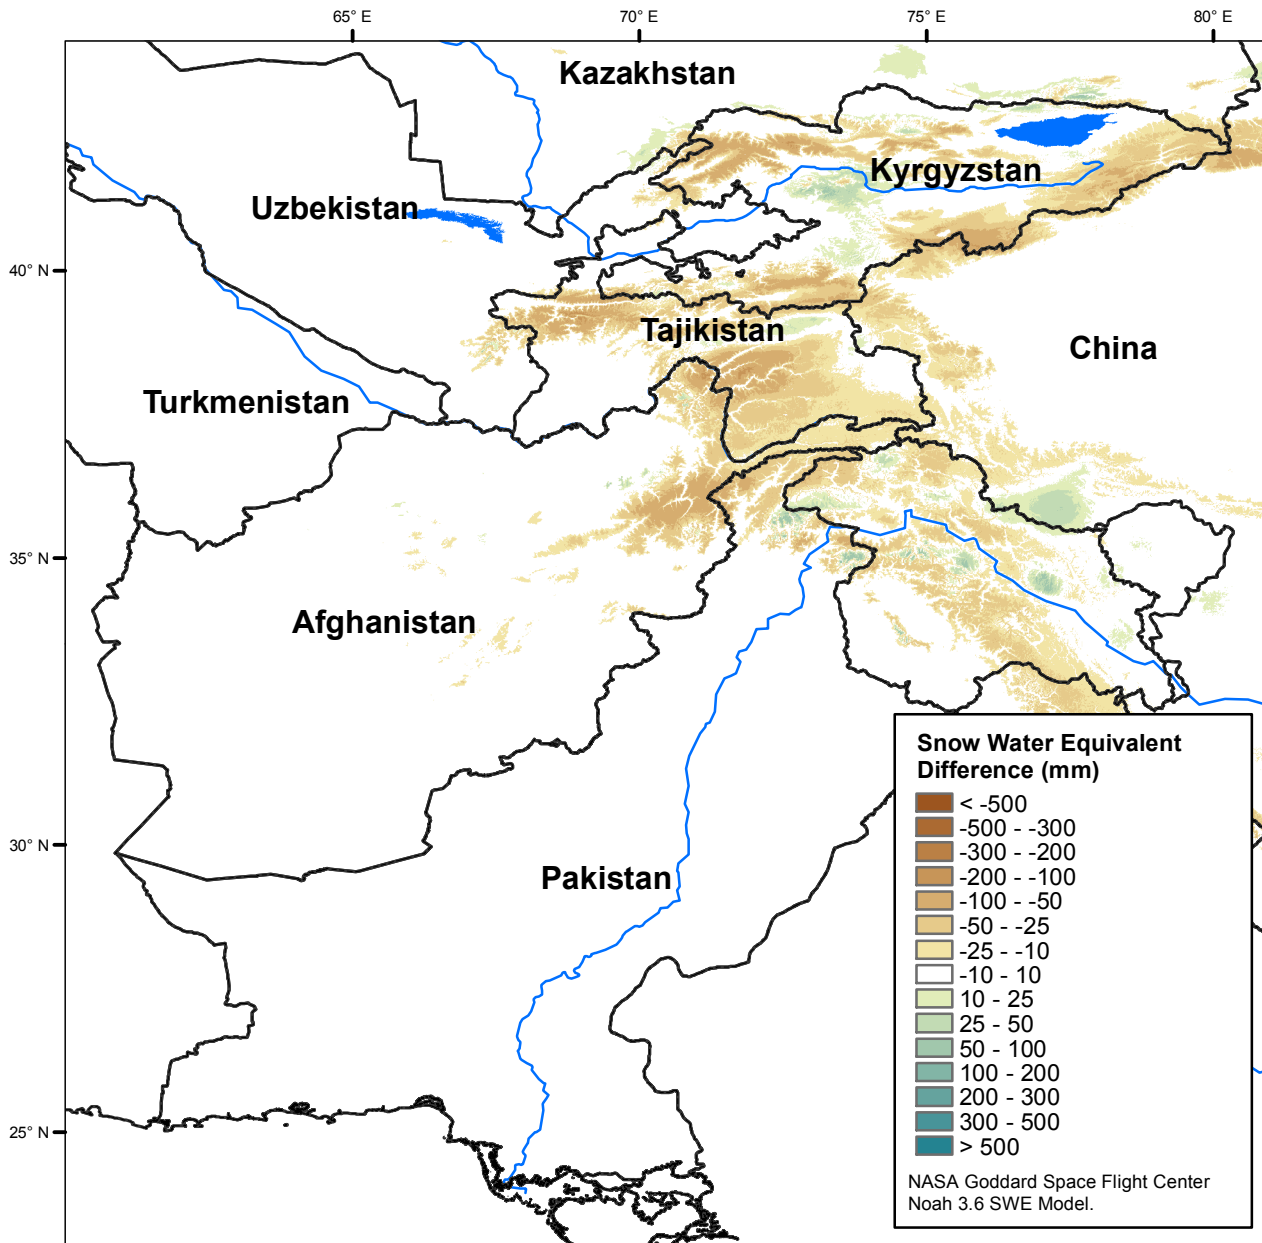 65° E
70° E
75° E
80° E
Kazakhstan
Kyrgyzstan
Uzbekistan
40° N
Tajikistan
China
Turkmenistan
35° N
Afghanistan
30° N
Pakistan
25° N
Snow Water Equivalent
Difference (mm)
< -500
-500 - -300
-300 - -200
-200 - -100
-100 - -50
-50 - -25
-25 - -10
-10 - 10
10 - 25
25 - 50
50 - 100
100 - 200
200 - 300
300 - 500
> 500
NASA Goddard Space Flight Center
Noah 3.6 SWE Model.